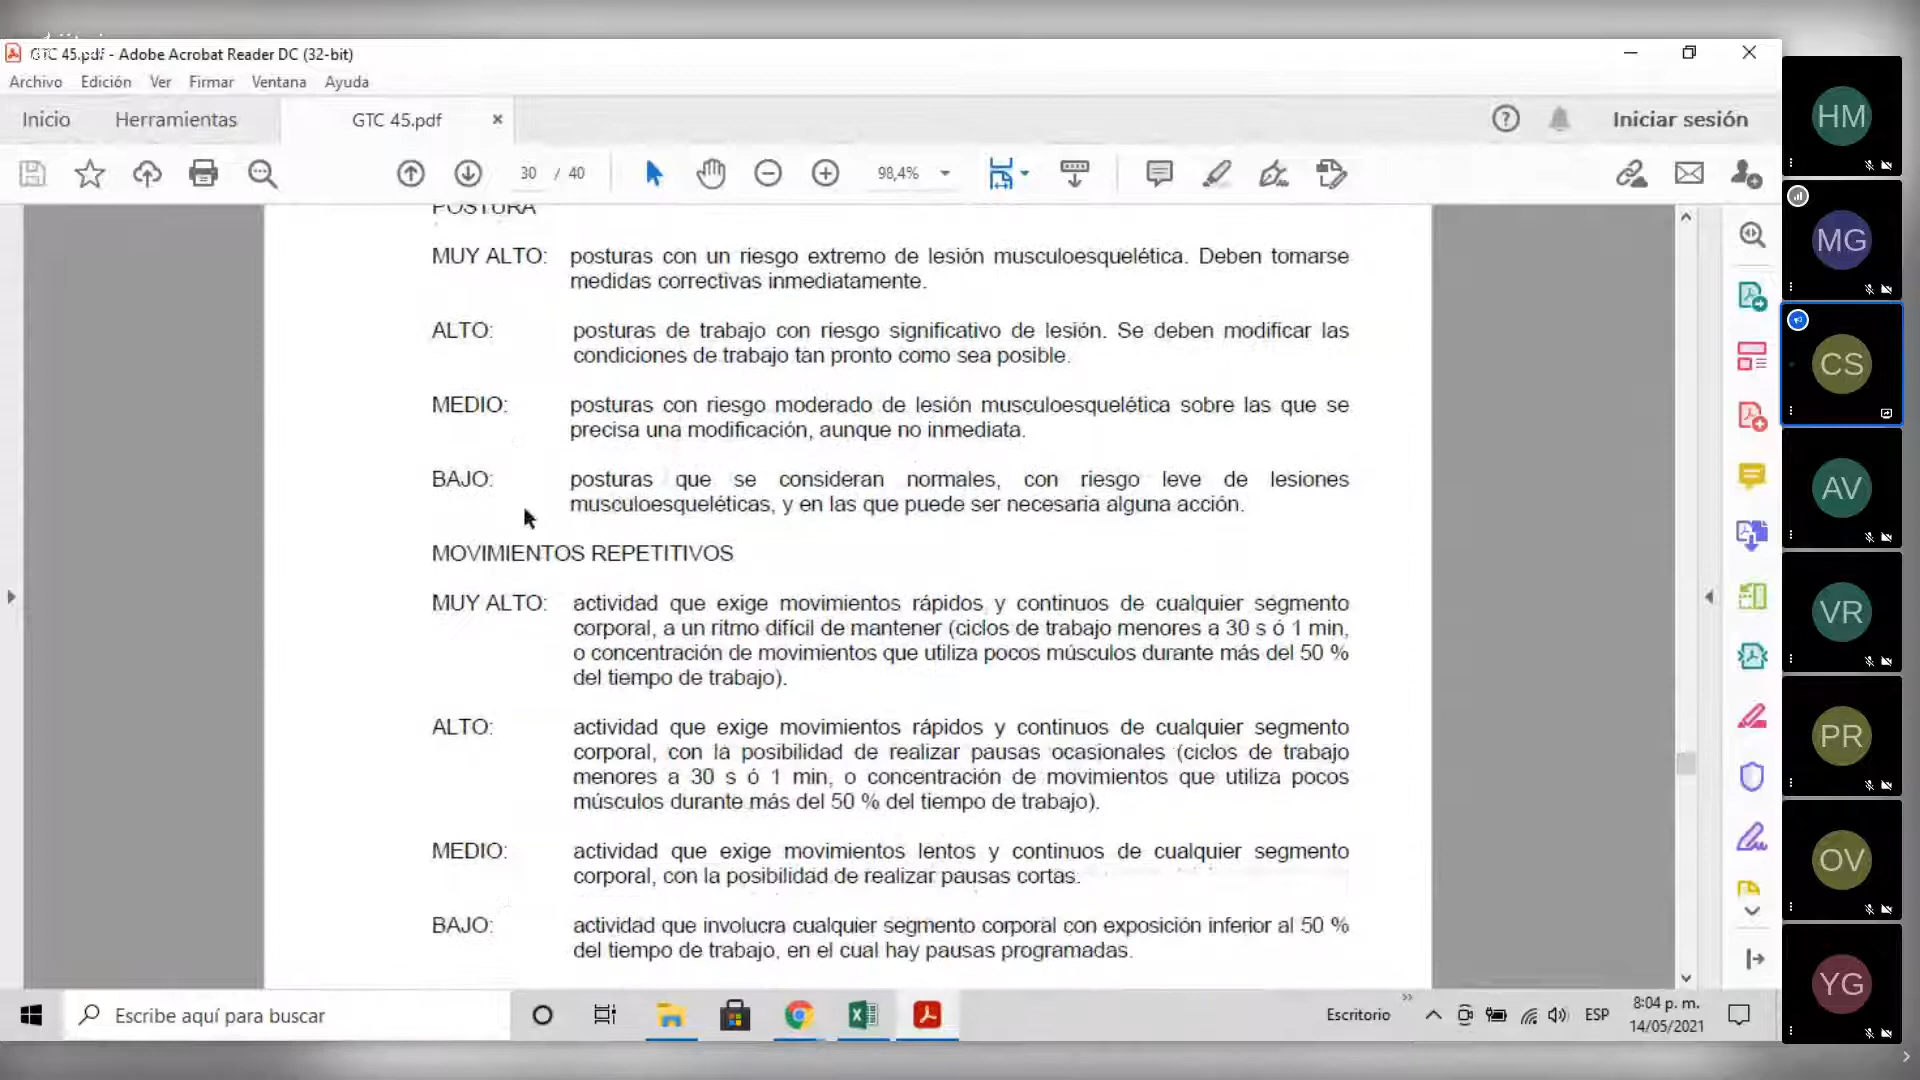 GTC 45.pdf - Adobe Acrobat Reader DC (32-bit)
Archivo Edición Ver Firmar Ventana Ayuda
Inicio Herramientas GTC 45.pdf × Iniciar sesión
30 / 40 98,4%
POSTURA
MUY ALTO: posturas con un riesgo extremo de lesión musculoesquelética. Deben tomarse
medidas correctivas inmediatamente.
ALTO: posturas de trabajo con riesgo significativo de lesión. Se deben modificar las
condiciones de trabajo tan pronto como sea posible.
MEDIO: posturas con riesgo moderado de lesión musculoesquelética sobre las que se
precisa una modificación, aunque no inmediata.
BAJO: posturas que se consideran normales, con riesgo leve de lesiones
musculoesqueléticas, y en las que puede ser necesaria alguna acción.
MOVIMIENTOS REPETITIVOS
MUY ALTO: actividad que exige movimientos rápidos y continuos de cualquier segmento
corporal, a un ritmo difícil de mantener (ciclos de trabajo menores a 30 s ó 1 min,
o concentración de movimientos que utiliza pocos músculos durante más del 50 %
del tiempo de trabajo).
ALTO: actividad que exige movimientos rápidos y continuos de cualquier segmento
corporal, con la posibilidad de realizar pausas ocasionales (ciclos de trabajo
menores a 30 s ó 1 min, o concentración de movimientos que utiliza pocos
músculos durante más del 50 % del tiempo de trabajo).
MEDIO: actividad que exige movimientos lentos y continuos de cualquier segmento
corporal, con la posibilidad de realizar pausas cortas.
BAJO: actividad que involucra cualquier segmento corporal con exposición inferior al 50 %
del tiempo de trabajo, en el cual hay pausas programadas.
Escribe aquí para buscar
Escritorio
ESP
8:04 p. m.
14/05/2021
HM
MG
CS
AV
VR
PR
OV
YG